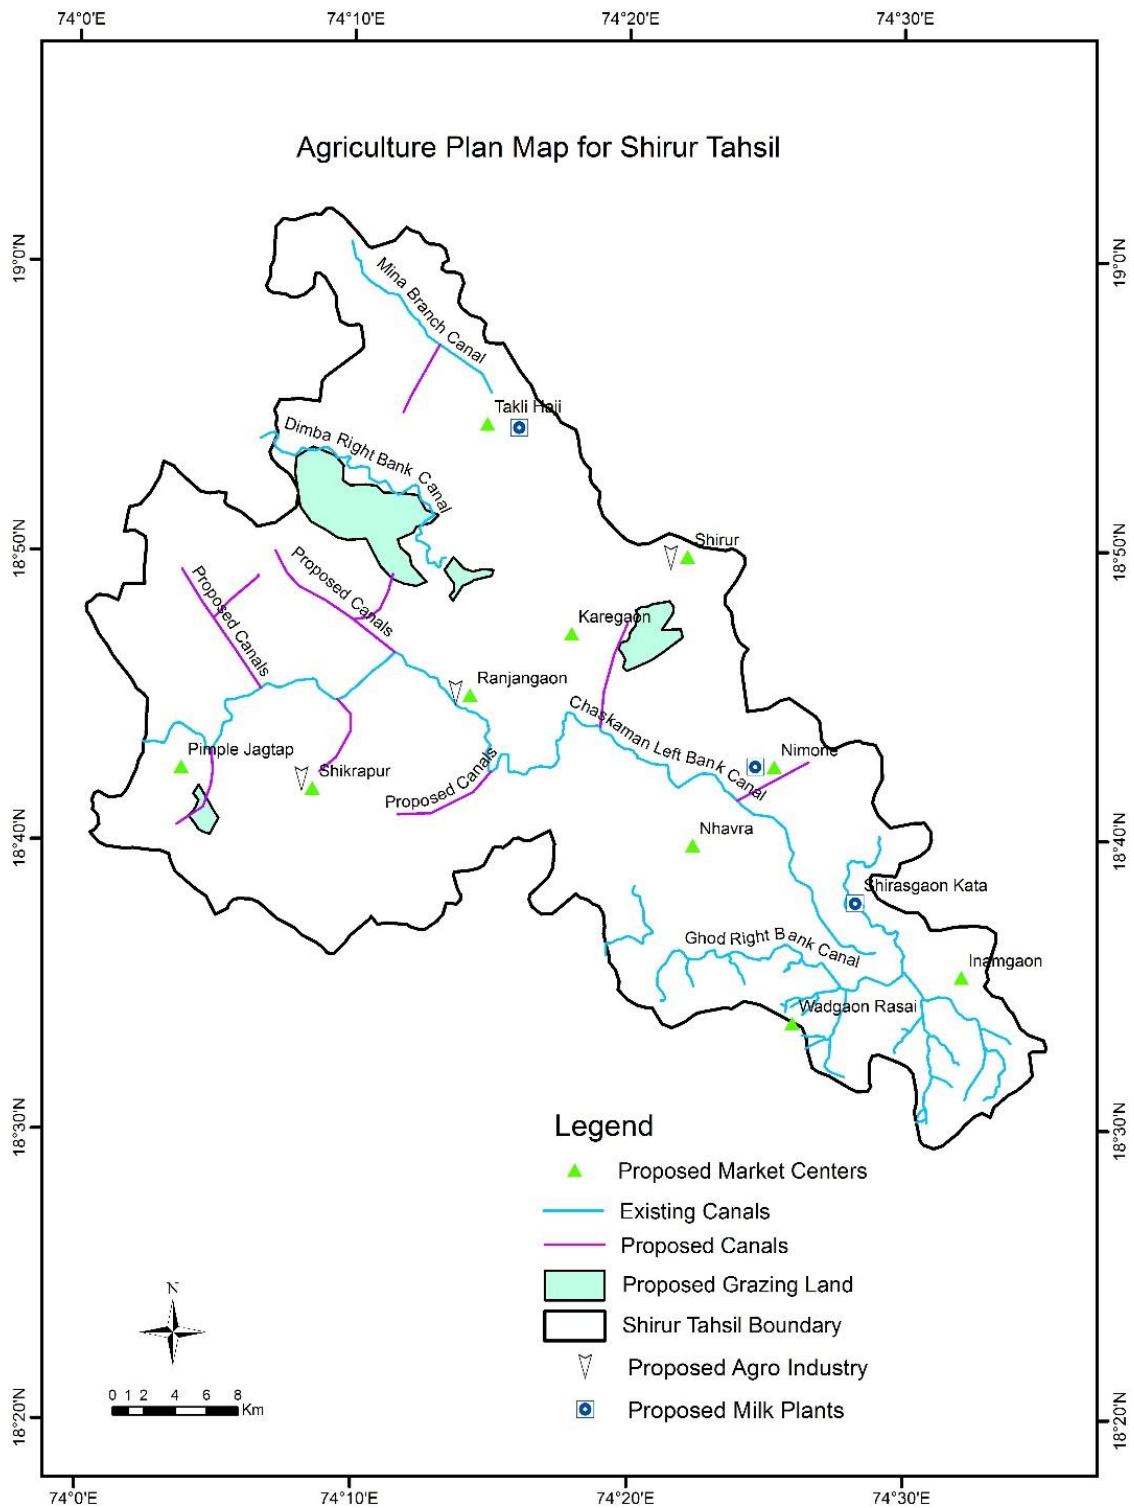 74°0'E
74°10'E
74°20'E
74°30'E
Agriculture Plan Map for Shirur Tahsil
19°0'N
19°0'N
Mina Branch Canal
Takli Haji
Dimba Right Bank Canal
18°50'N
18°50'N
Shirur
Proposed Canals
Proposed Canals
Karegaon
Ranjangaon
Chaskaman Left Bank Canal
Pimple Jagtap
Shikrapur
Proposed Canals
Nimone
18°40'N
18°40'N
Nhavra
Shirasgaon Kata
Ghod Right Bank Canal
Inamgaon
Wadgaon Rasai
18°30'N
18°30'N
Legend
Proposed Market Centers
Existing Canals
Proposed Canals
Proposed Grazing Land
Shirur Tahsil Boundary
Proposed Agro Industry
Proposed Milk Plants
N
0 1 2 4 6 8
Km
18°20'N
18°20'N
74°0'E
74°10'E
74°20'E
74°30'E